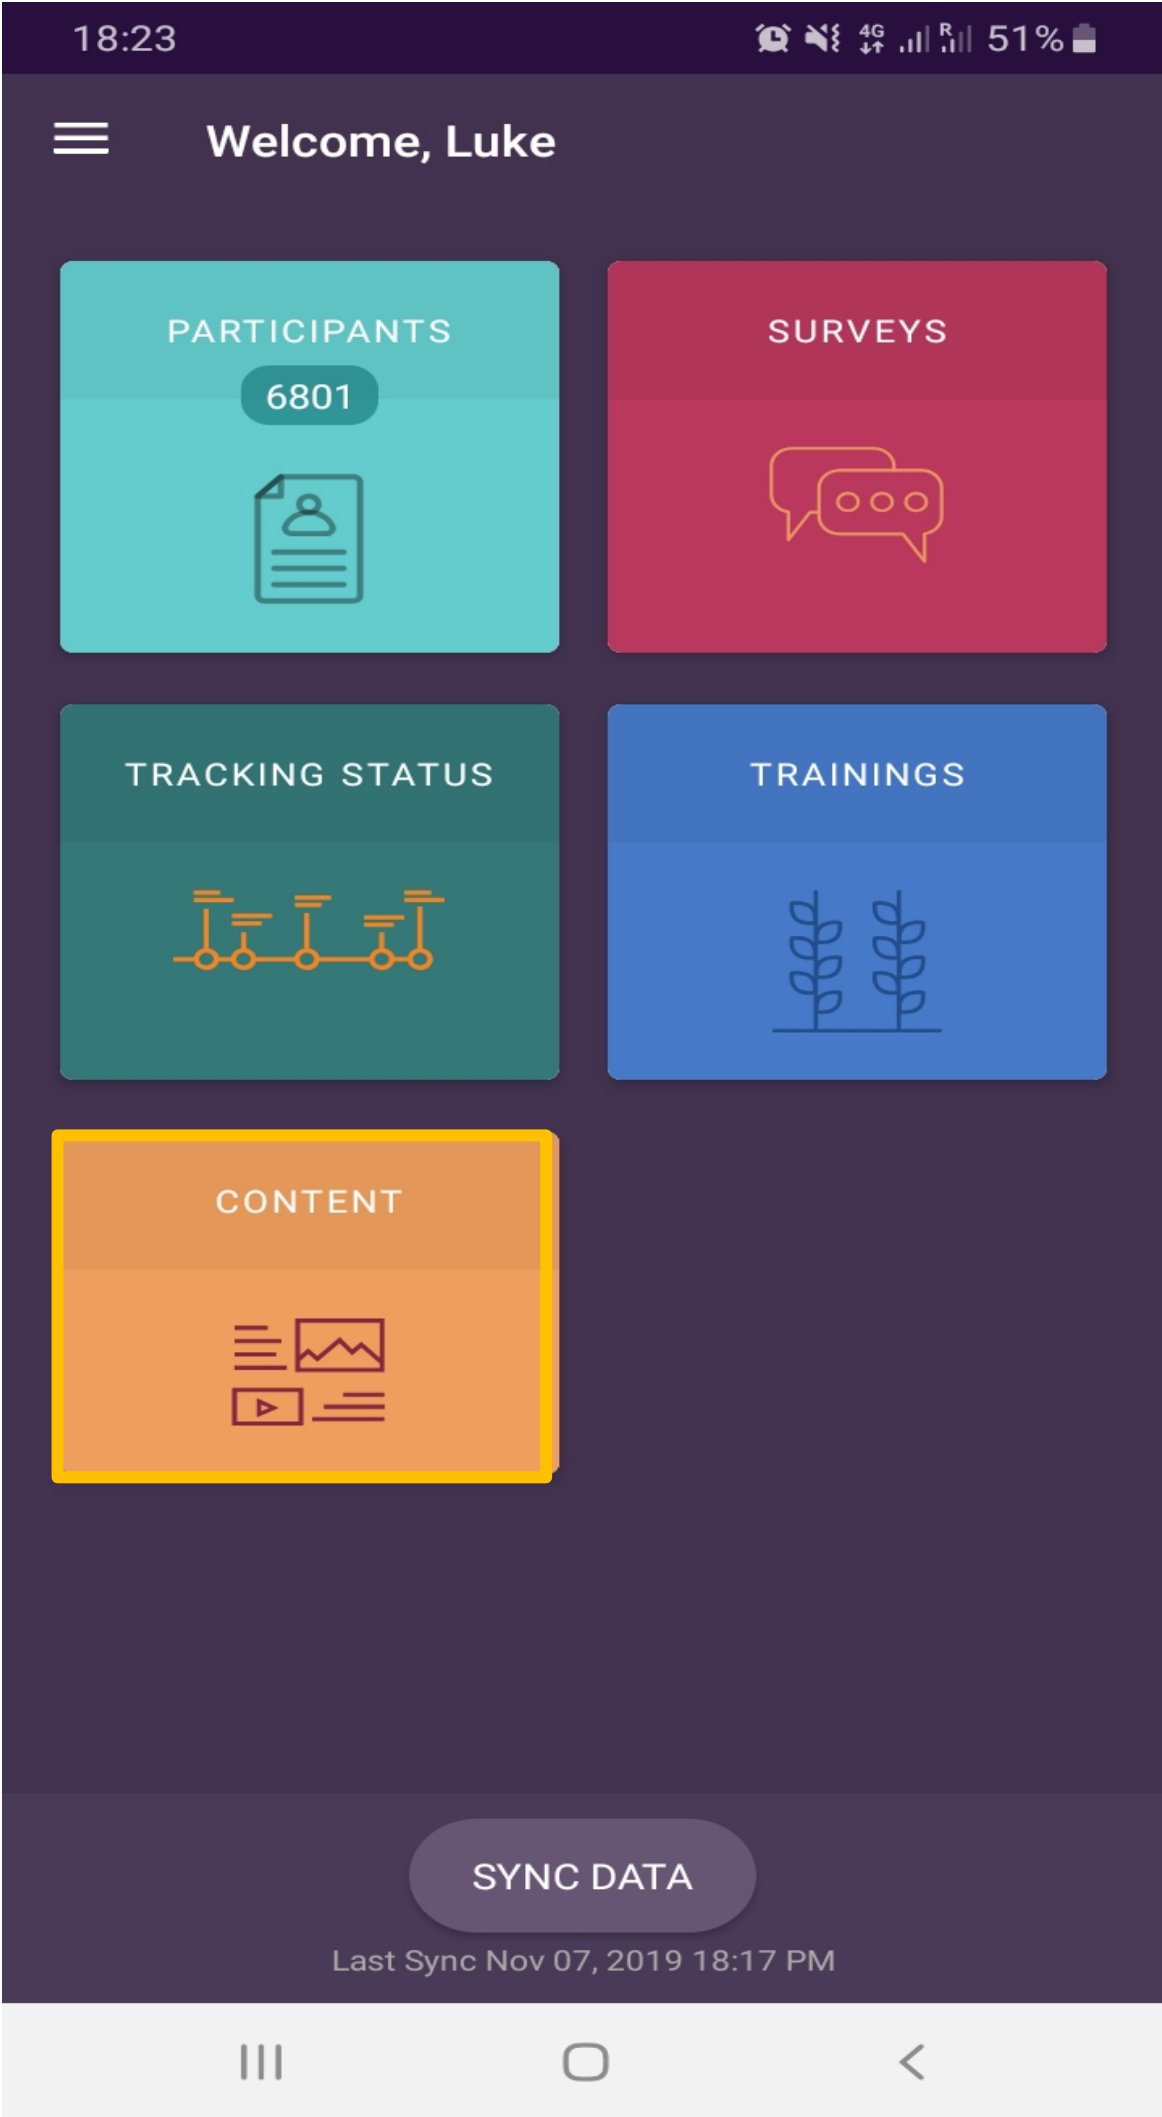 18:23 4G R 51%
Welcome, Luke
PARTICIPANTS
6801
SURVEYS
TRACKING STATUS
TRAININGS
CONTENT
SYNC DATA
Last Sync Nov 07, 2019 18:17 PM